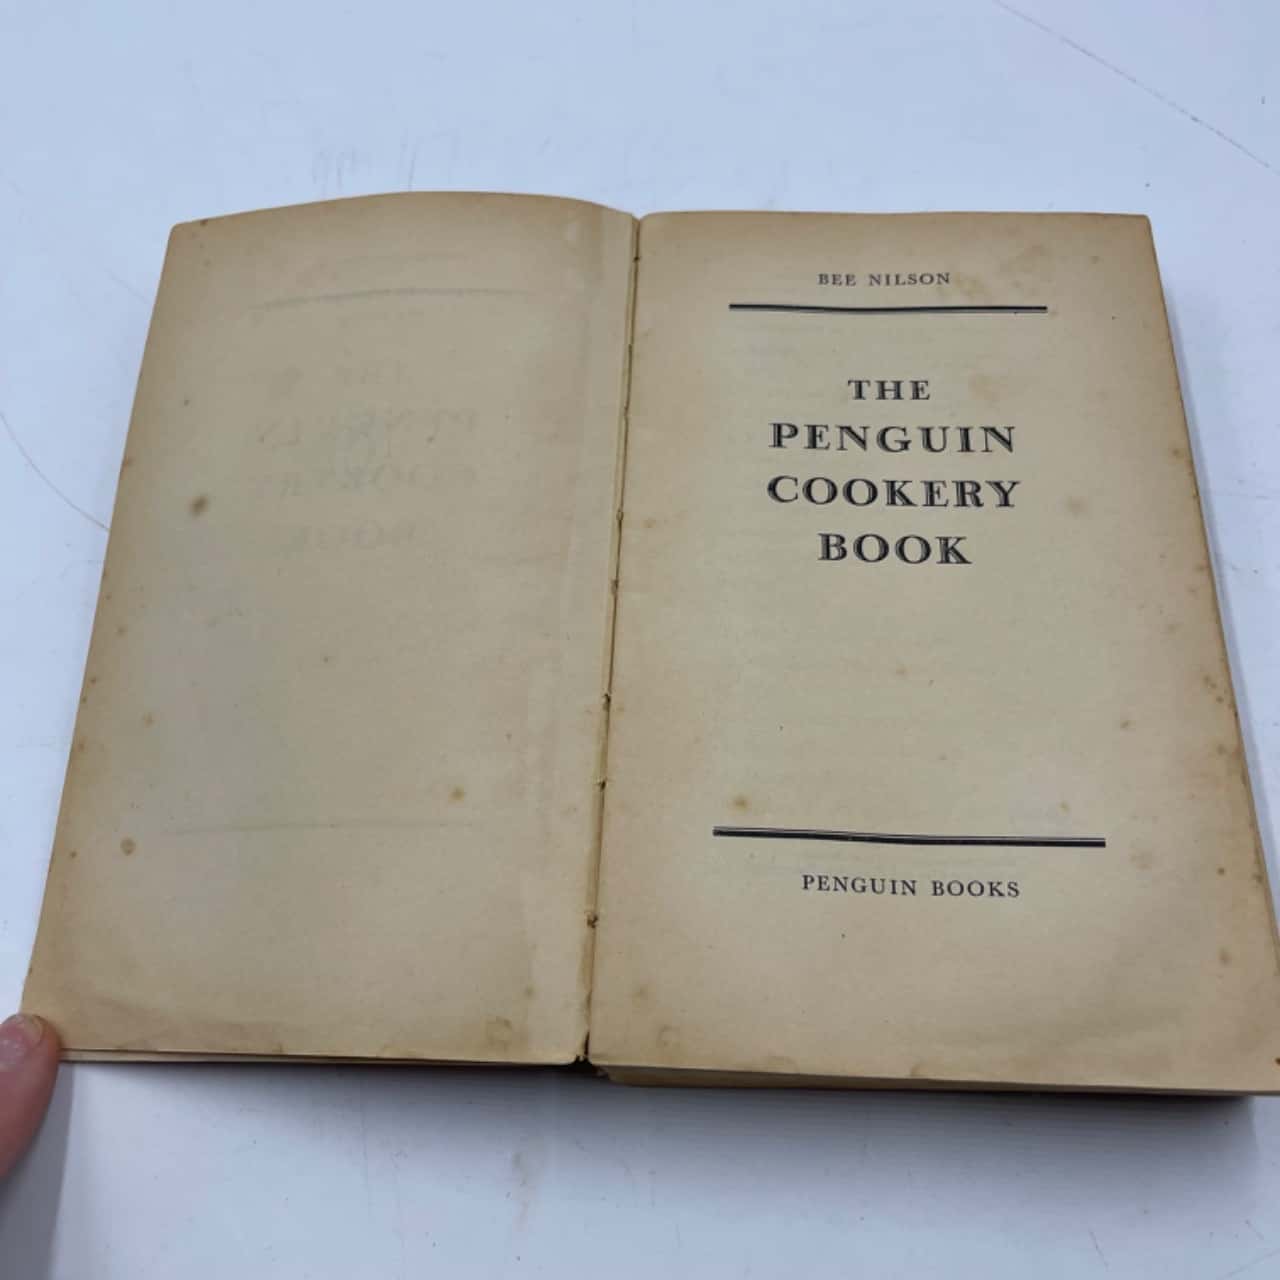 BEE NILSON
THE
PENGUIN
COOKERY
BOOK
PENGUIN BOOKS